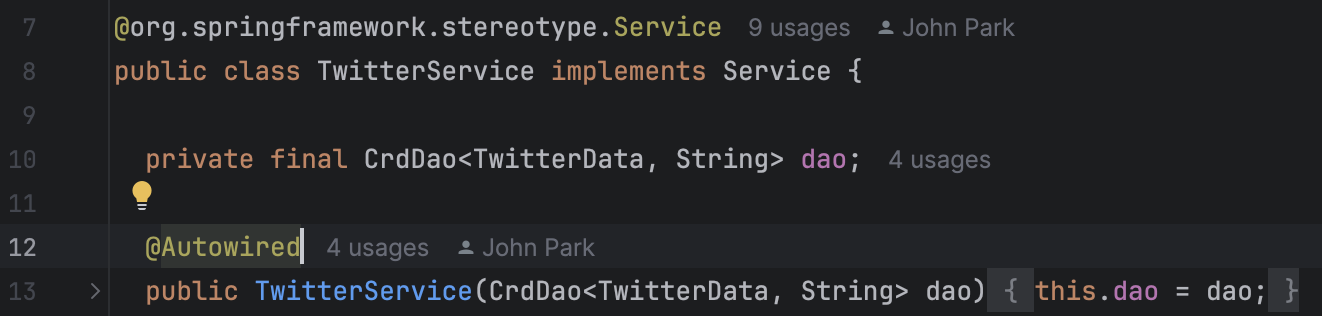 7 @org.springframework.stereotype.Service 9 usages John Park
8 public class TwitterService implements Service {
9
10 private final CrdDao<TwitterData, String> dao; 4 usages
11
12 @Autowired 4 usages John Park
13 public TwitterService(CrdDao<TwitterData, String> dao) { this.dao = dao; }